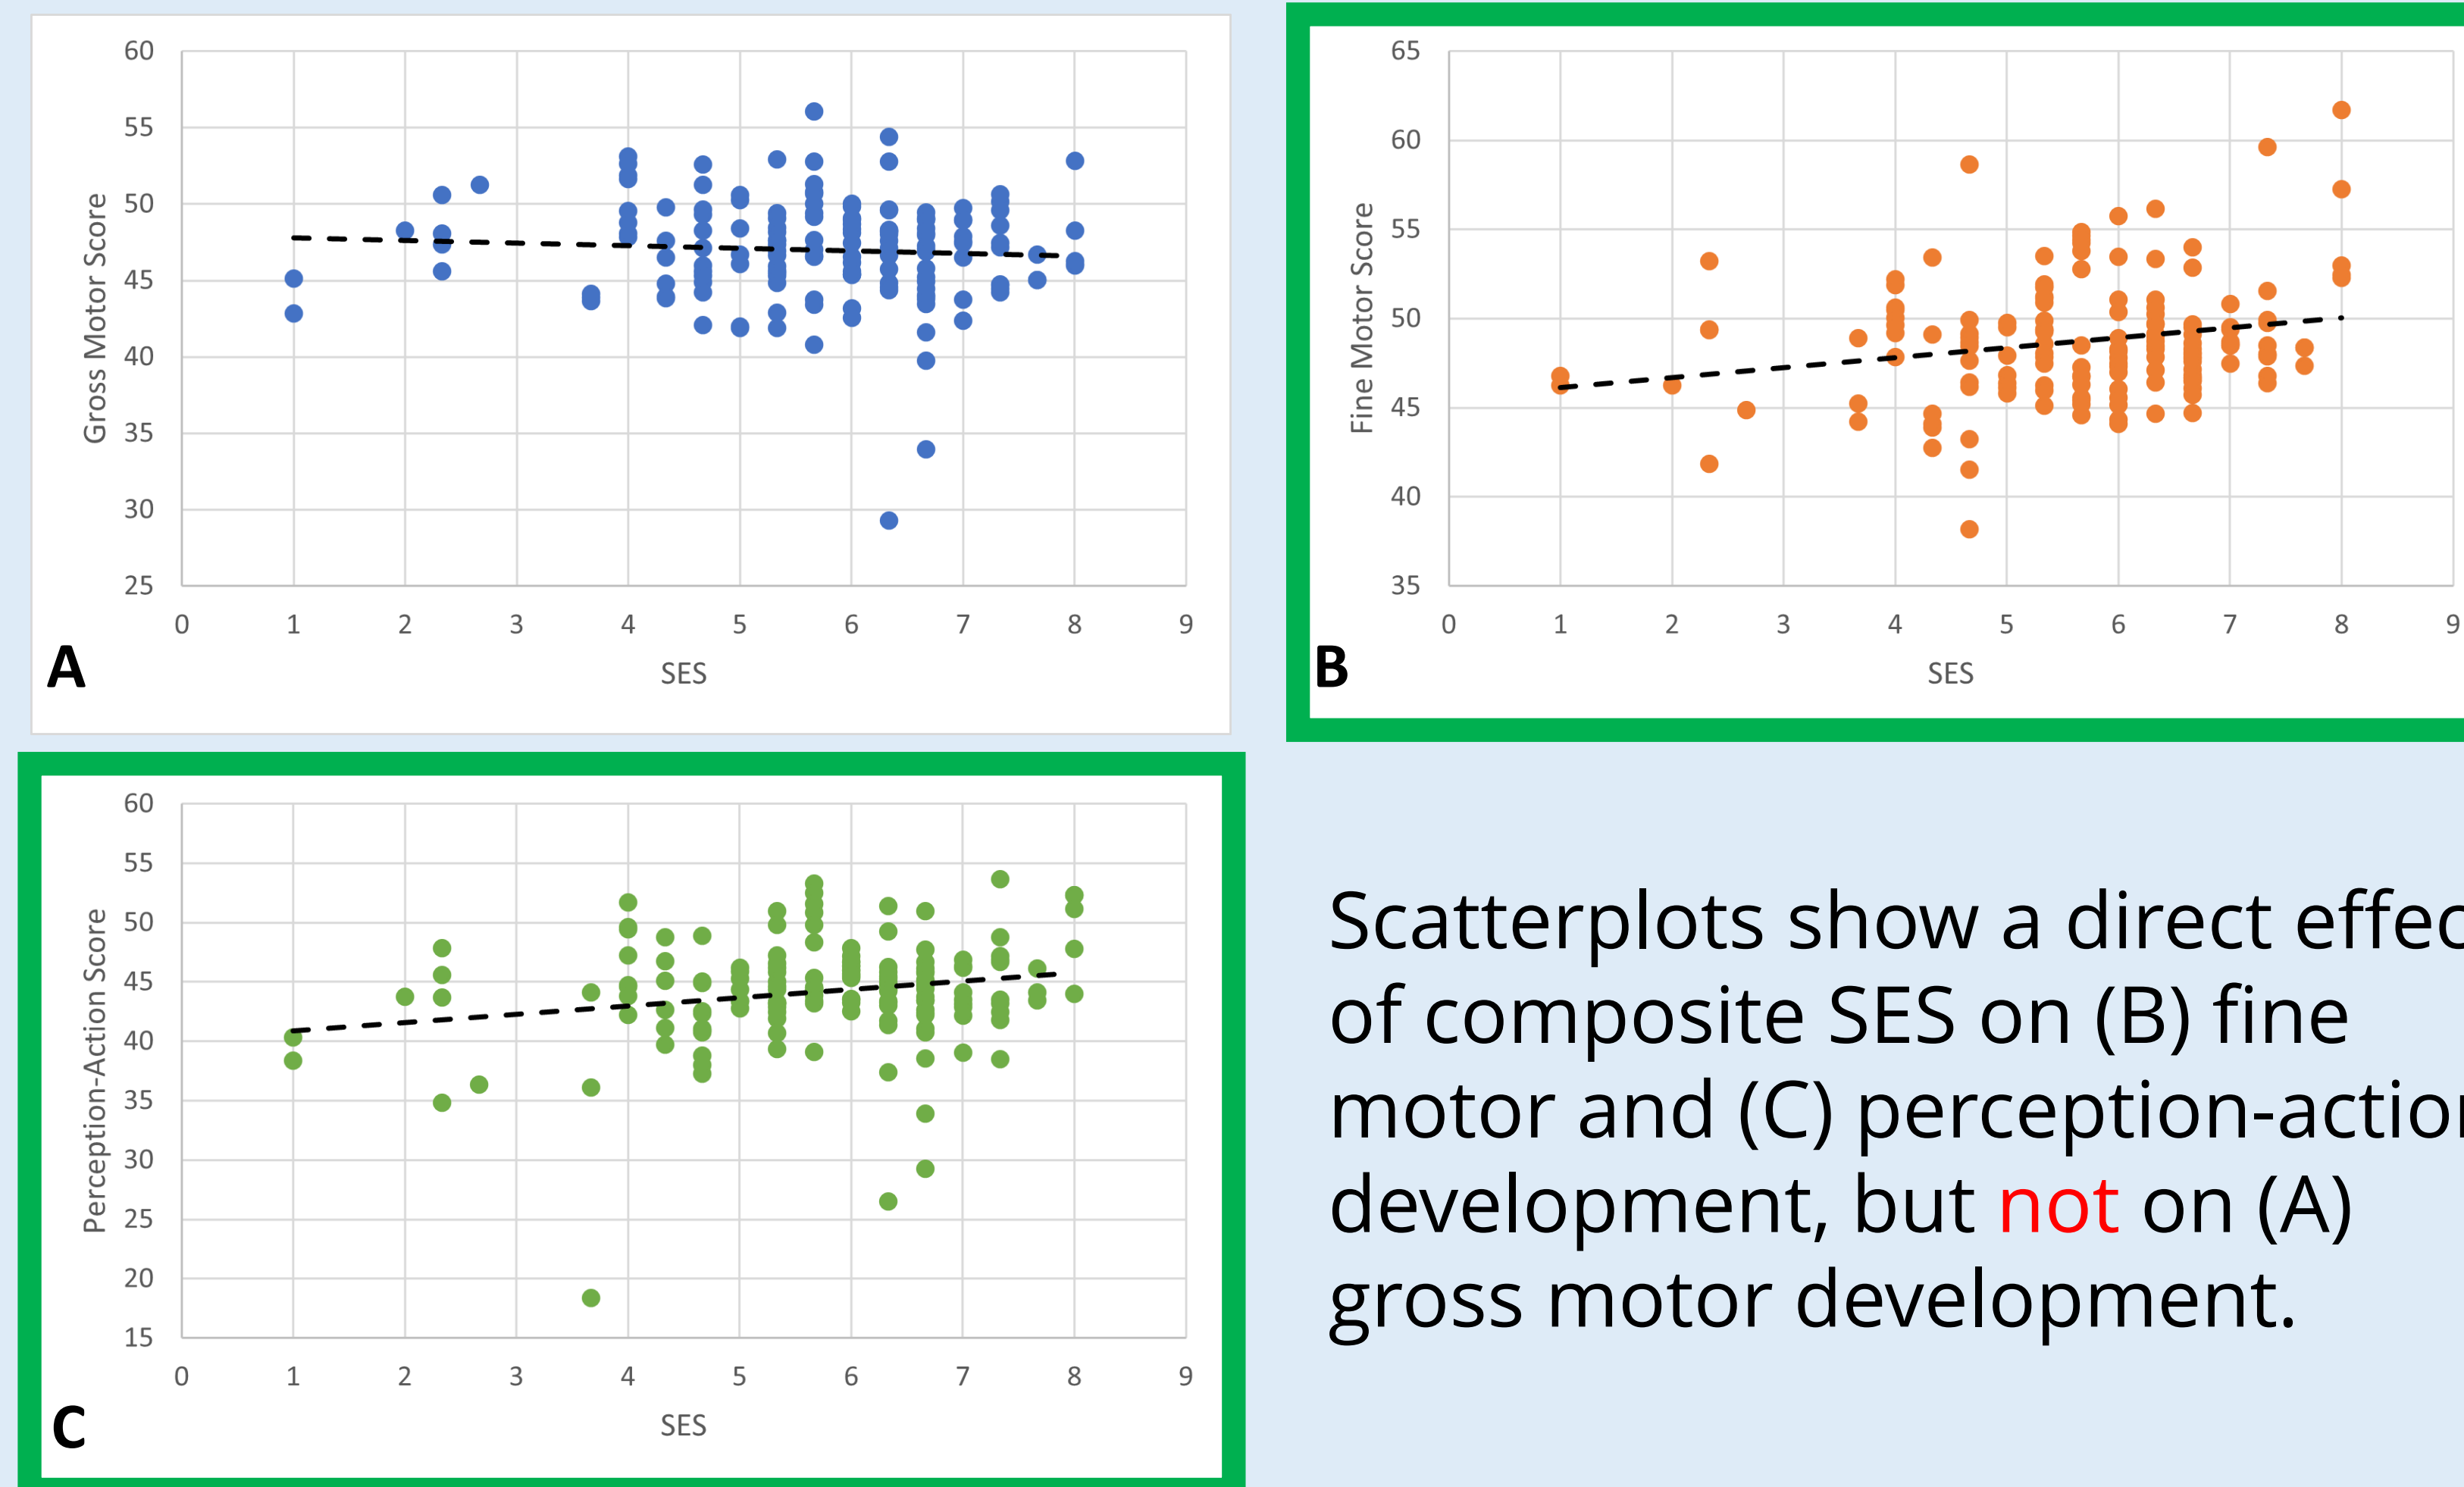 60
55
50
45
40
35
30
25
Gross Motor Score
0 1 2 3 4 5 6 7 8 9
SES
A
65
60
55
50
45
40
35
Fine Motor Score
0 1 2 3 4 5 6 7 8 9
SES
B
60
55
50
45
40
35
30
25
20
15
Perception-Action Score
0 1 2 3 4 5 6 7 8 9
SES
C
Scatterplots show a direct effec
of composite SES on (B) fine
motor and (C) perception-action
development, but not on (A)
gross motor development.